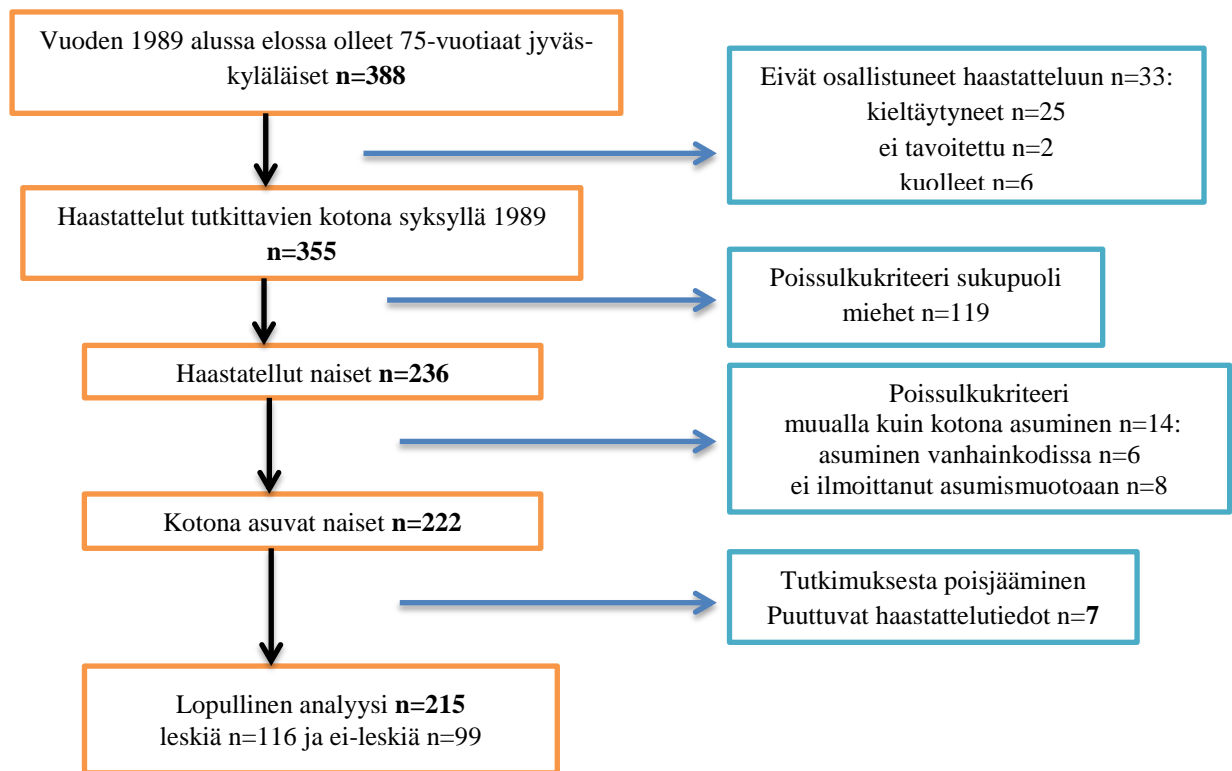 Vuoden 1989 alussa elossa olleet 75-vuotiaat jyväs-
kyläläiset n=388
Eivät osallistuneet haastatteluun n=33:
kieltäytyneet n=25
ei tavoitettu n=2
kuolleet n=6
Haastattelut tutkittavien kotona syksyllä 1989
n=355
Poissulkukriteeri sukupuoli
miehet n=119
Haastatellut naiset n=236
Poissulkukriteeri
muualla kuin kotona asuminen n=14:
asuminen vanhainkodissa n=6
ei ilmoittanut asumismuotoaan n=8
Kotona asuvat naiset n=222
Tutkimuksesta poisjääminen
Puuttuvat haastattelutiedot n=7
Lopullinen analyysi n=215
leskiä n=116 ja ei-leskiä n=99